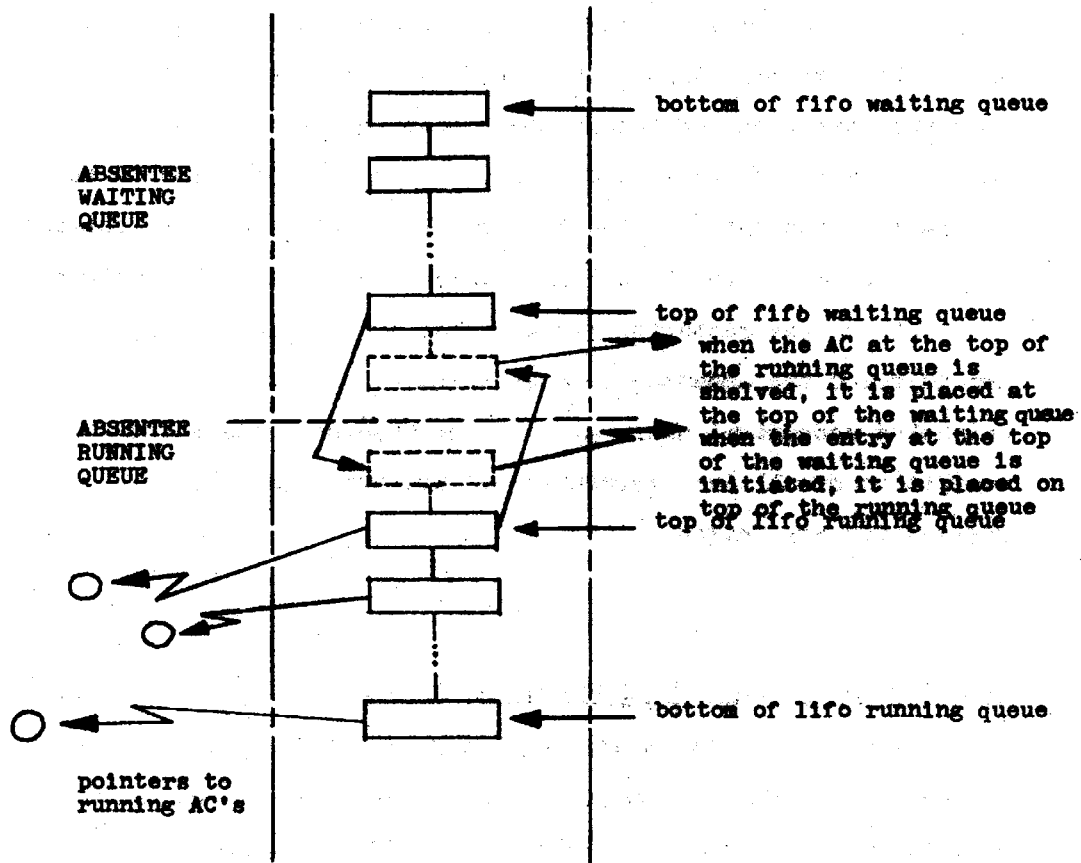 bottom of fifo waiting queue
ABSENTEE
WAITING
QUEUE
top of fifo waiting queue
when the AC at the top of
the running queue is
shelved, it is placed at
the top of the waiting queue
ABSENTEE
RUNNING
QUEUE
when the entry at the top
of the waiting queue is
initiated, it is placed on
top of the running queue
top of lifo running queue
bottom of lifo running queue
pointers to
running AC's